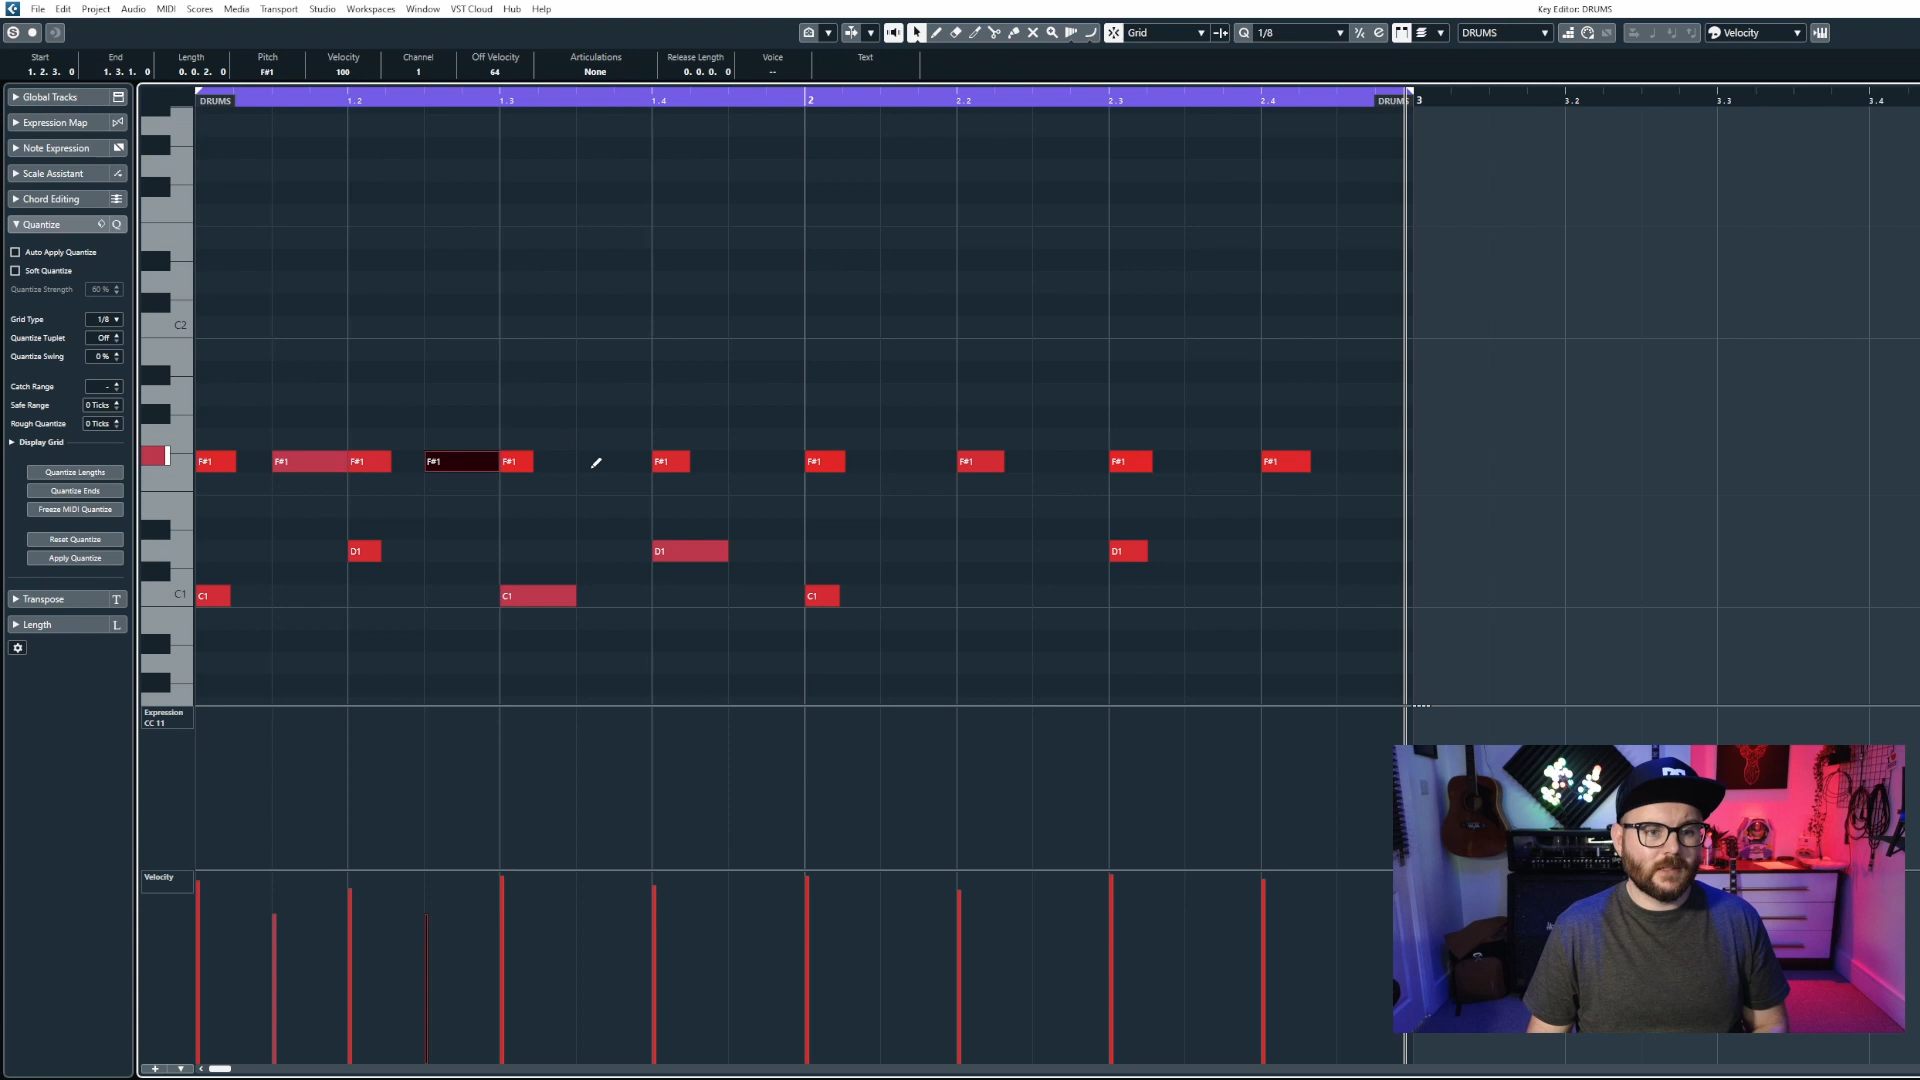 File Edit Project Audio MIDI Scores Media Transport Studio Workspaces Window VST Cloud Hub Help
Key Editor: DRUMS
S Grid Q 1/8 DRUMS Velocity
Start End Length Pitch Velocity Channel Off Velocity Articulations Release Length Voice Text
1. 2. 3. 0 1. 3. 1. 0 0. 0. 2. 0 F#1 100 1 64 None 0. 0. 0. 0 --
Global Tracks
Expression Map
Note Expression
Scale Assistant
Chord Editing
Quantize Q
Auto Apply Quantize
Soft Quantize
Quantize Strength 60 %
Grid Type 1/8
Quantize Tuplet Off
Quantize Swing 0 %
Catch Range -
Safe Range 0 Ticks
Rough Quantize 0 Ticks
Display Grid
Quantize Lengths
Quantize Ends
Freeze MIDI Quantize
Reset Quantize
Apply Quantize
Transpose T
Length L
DRUMS 1.2 1.3 1.4 2 2.2 2.3 2.4 DRUMS 3 3.2 3.3 3.4
C2
F#1 F#1 F#1 F#1 F#1 F#1 F#1 F#1 F#1 F#1
D1 D1 D1
C1 C1 C1 C1
Expression
CC 11
Velocity